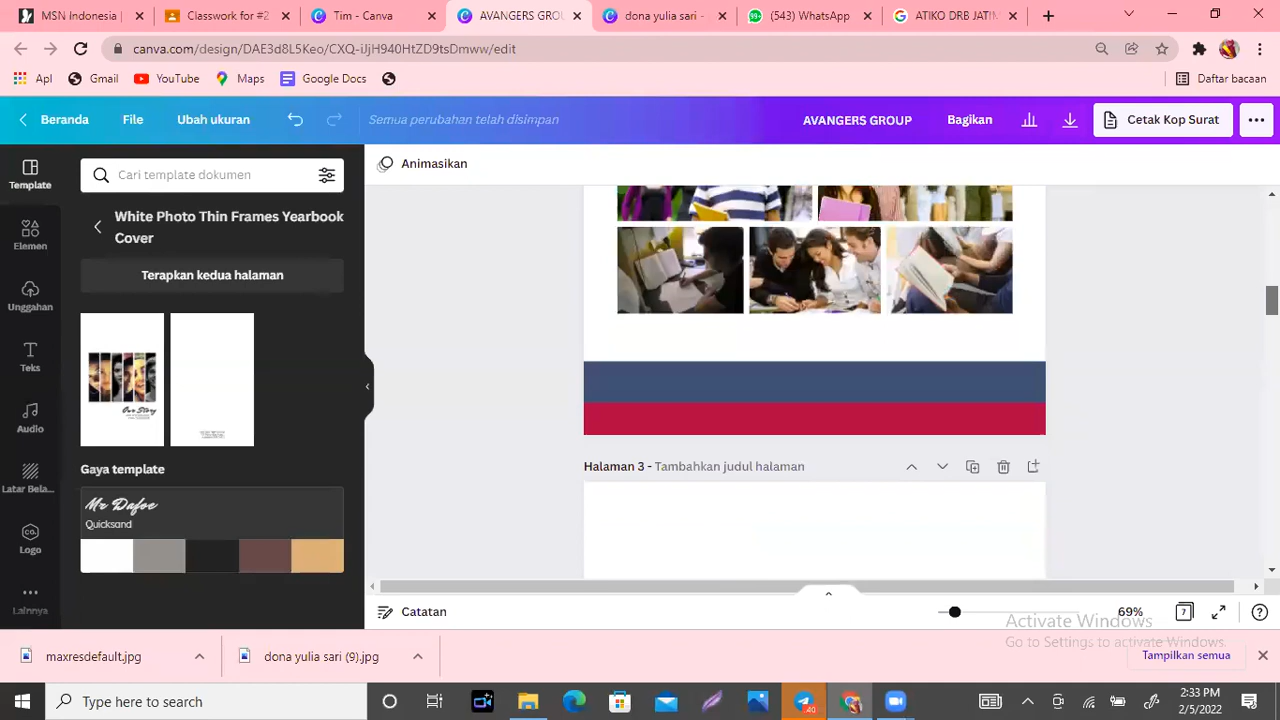 MSN Indonesia
Classwork for #2
Tim - Canva
AVANGERS GROU
dona yulia sari -
(543) WhatsApp
ATIKO DRB JATIM
canva.com/design/DAE3d8L5Keo/CXQ-iJjH940HtZD9tsDmww/edit
Apl
Gmail
YouTube
Maps
Google Docs
Daftar bacaan
Beranda
File
Ubah ukuran
Semua perubahan telah disimpan
AVANGERS GROUP
Bagikan
Cetak Kop Surat
Template
Cari template dokumen
Animasikan
White Photo Thin Frames Yearbook
Cover
Elemen
Terapkan kedua halaman
Unggahan
Teks
Our Story
Audio
Gaya template
Halaman 3 - Tambahkan judul halaman
Latar Bela...
Mr Dafoe
Quicksand
Logo
co.
Lainnya
Catatan
69%
7
Activate Windows
Go to Settings to activate Windows.
maxresdefault.jpg
dona yulia sari (9).jpg
Tampilkan semua
Type here to search
2:33 PM
2/5/2022